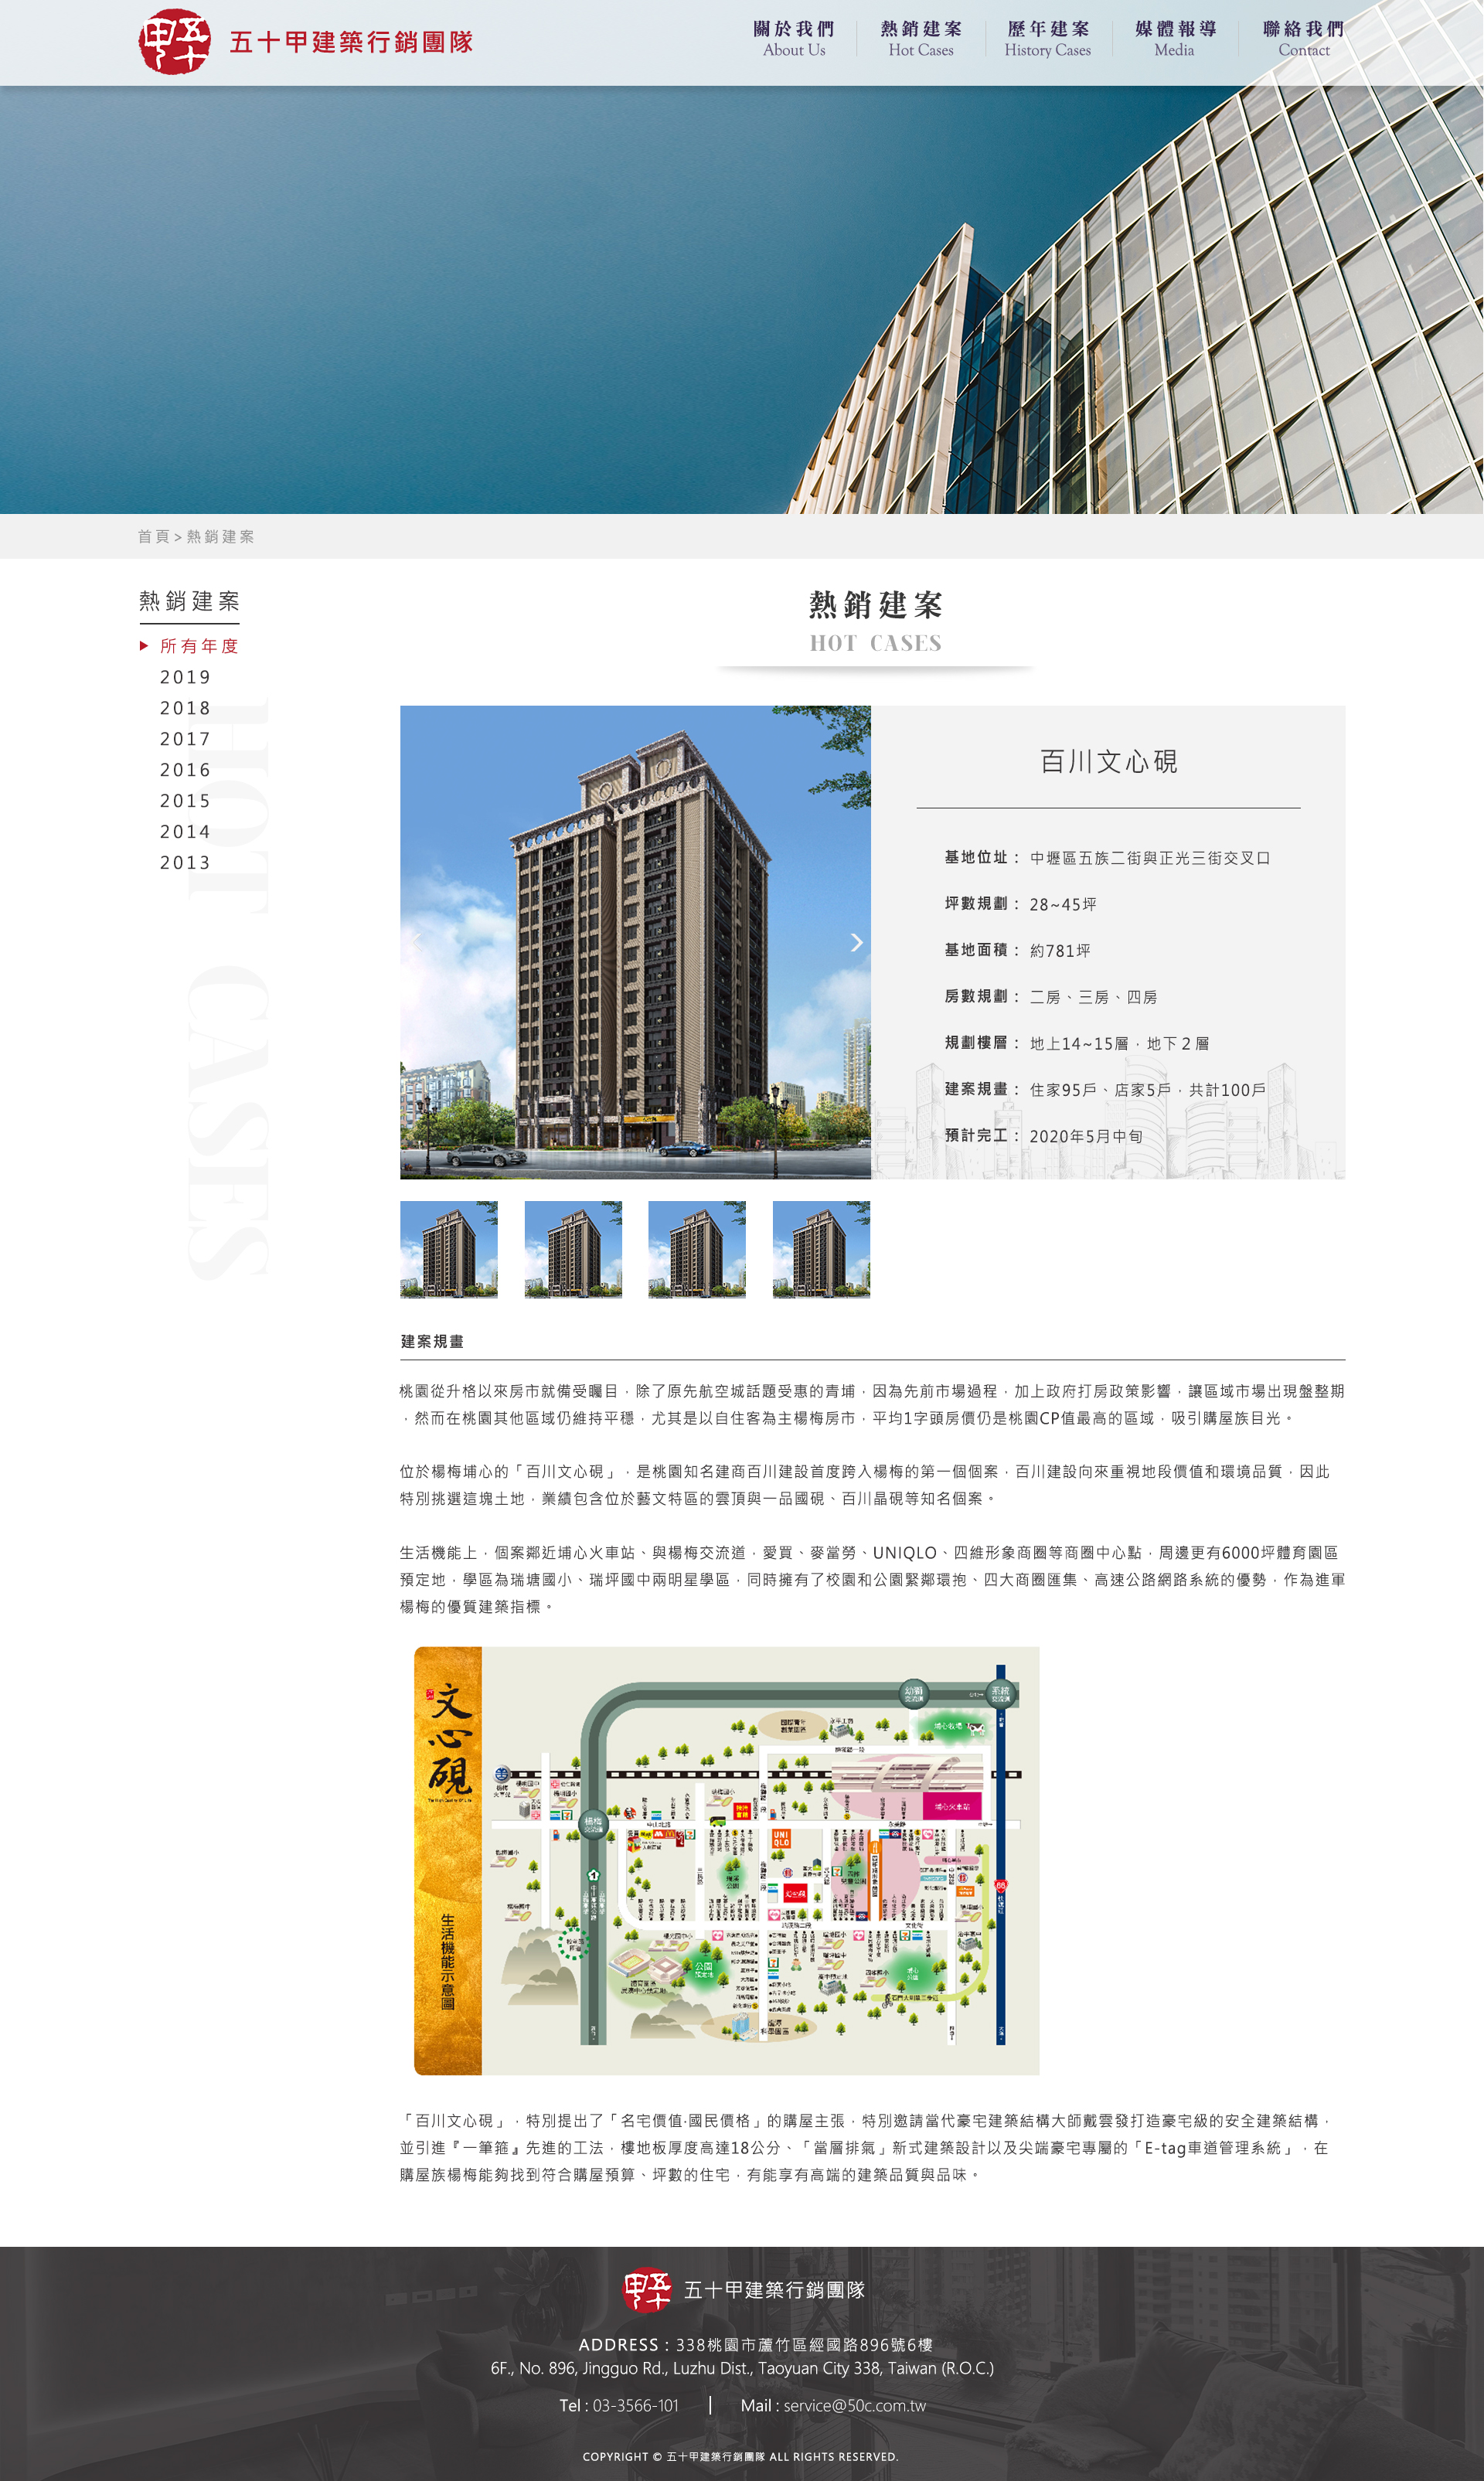 五十甲建築行銷團隊
關於我們
About Us
熱銷建案
Hot Cases
歷年建案
History Cases
媒體報導
Media
聯絡我們
Contact
首頁>熱銷建案
熱銷建案
所有年度
2019
2018
2017
2016
2015
2014
2013
HOT CASES
熱銷建案
HOT CASES
百川文心硯
基地位址： 中壢區五族二街與正光三街交叉口
坪數規劃： 28~45坪
基地面積： 約781坪
房數規劃： 二房、三房、四房
規劃樓層： 地上14~15層，地下２層
建案規畫： 住家95戶、店家5戶，共計100戶
預計完工： 2020年5月中旬
建案規畫
桃園從升格以來房市就備受矚目，除了原先航空城話題受惠的青埔，因為先前市場過程，加上政府打房政策影響，讓區域市場出現盤整期
，然而在桃園其他區域仍維持平穩，尤其是以自住客為主楊梅房市，平均1字頭房價仍是桃園CP值最高的區域，吸引購屋族目光。
位於楊梅埔心的「百川文心硯」，是桃園知名建商百川建設首度跨入楊梅的第一個個案，百川建設向來重視地段價值和環境品質，因此
特別挑選這塊土地，業績包含位於藝文特區的雲頂與一品國硯、百川晶硯等知名個案。
生活機能上，個案鄰近埔心火車站、與楊梅交流道，愛買、麥當勞、UNIQLO、四維形象商圈等商圈中心點，周邊更有6000坪體育園區
預定地，學區為瑞塘國小、瑞坪國中兩明星學區，同時擁有了校園和公園緊鄰環抱、四大商圈匯集、高速公路網路系統的優勢，作為進軍
楊梅的優質建築指標。
文心硯
生活機能示意圖
幼獅
交流道
系統
交流道
埔心牧場
埔心火車站
楊梅
交流道
UNI
QLO
公園
預定地
「百川文心硯」，特別提出了「名宅價值‧國民價格」的購屋主張，特別邀請當代豪宅建築結構大師戴雲發打造豪宅級的安全建築結構，
並引進『一筆箍』先進的工法，樓地板厚度高達18公分、「當層排氣」新式建築設計以及尖端豪宅專屬的「E-tag車道管理系統」，在
購屋族楊梅能夠找到符合購屋預算、坪數的住宅，有能享有高端的建築品質與品味。
五十甲建築行銷團隊
ADDRESS : 338桃園市蘆竹區經國路896號6樓
6F., No. 896, Jingguo Rd., Luzhu Dist., Taoyuan City 338, Taiwan (R.O.C.)
Tel : 03-3566-101 | Mail : service@50c.com.tw
COPYRIGHT © 五十甲建築行銷團隊 ALL RIGHTS RESERVED.